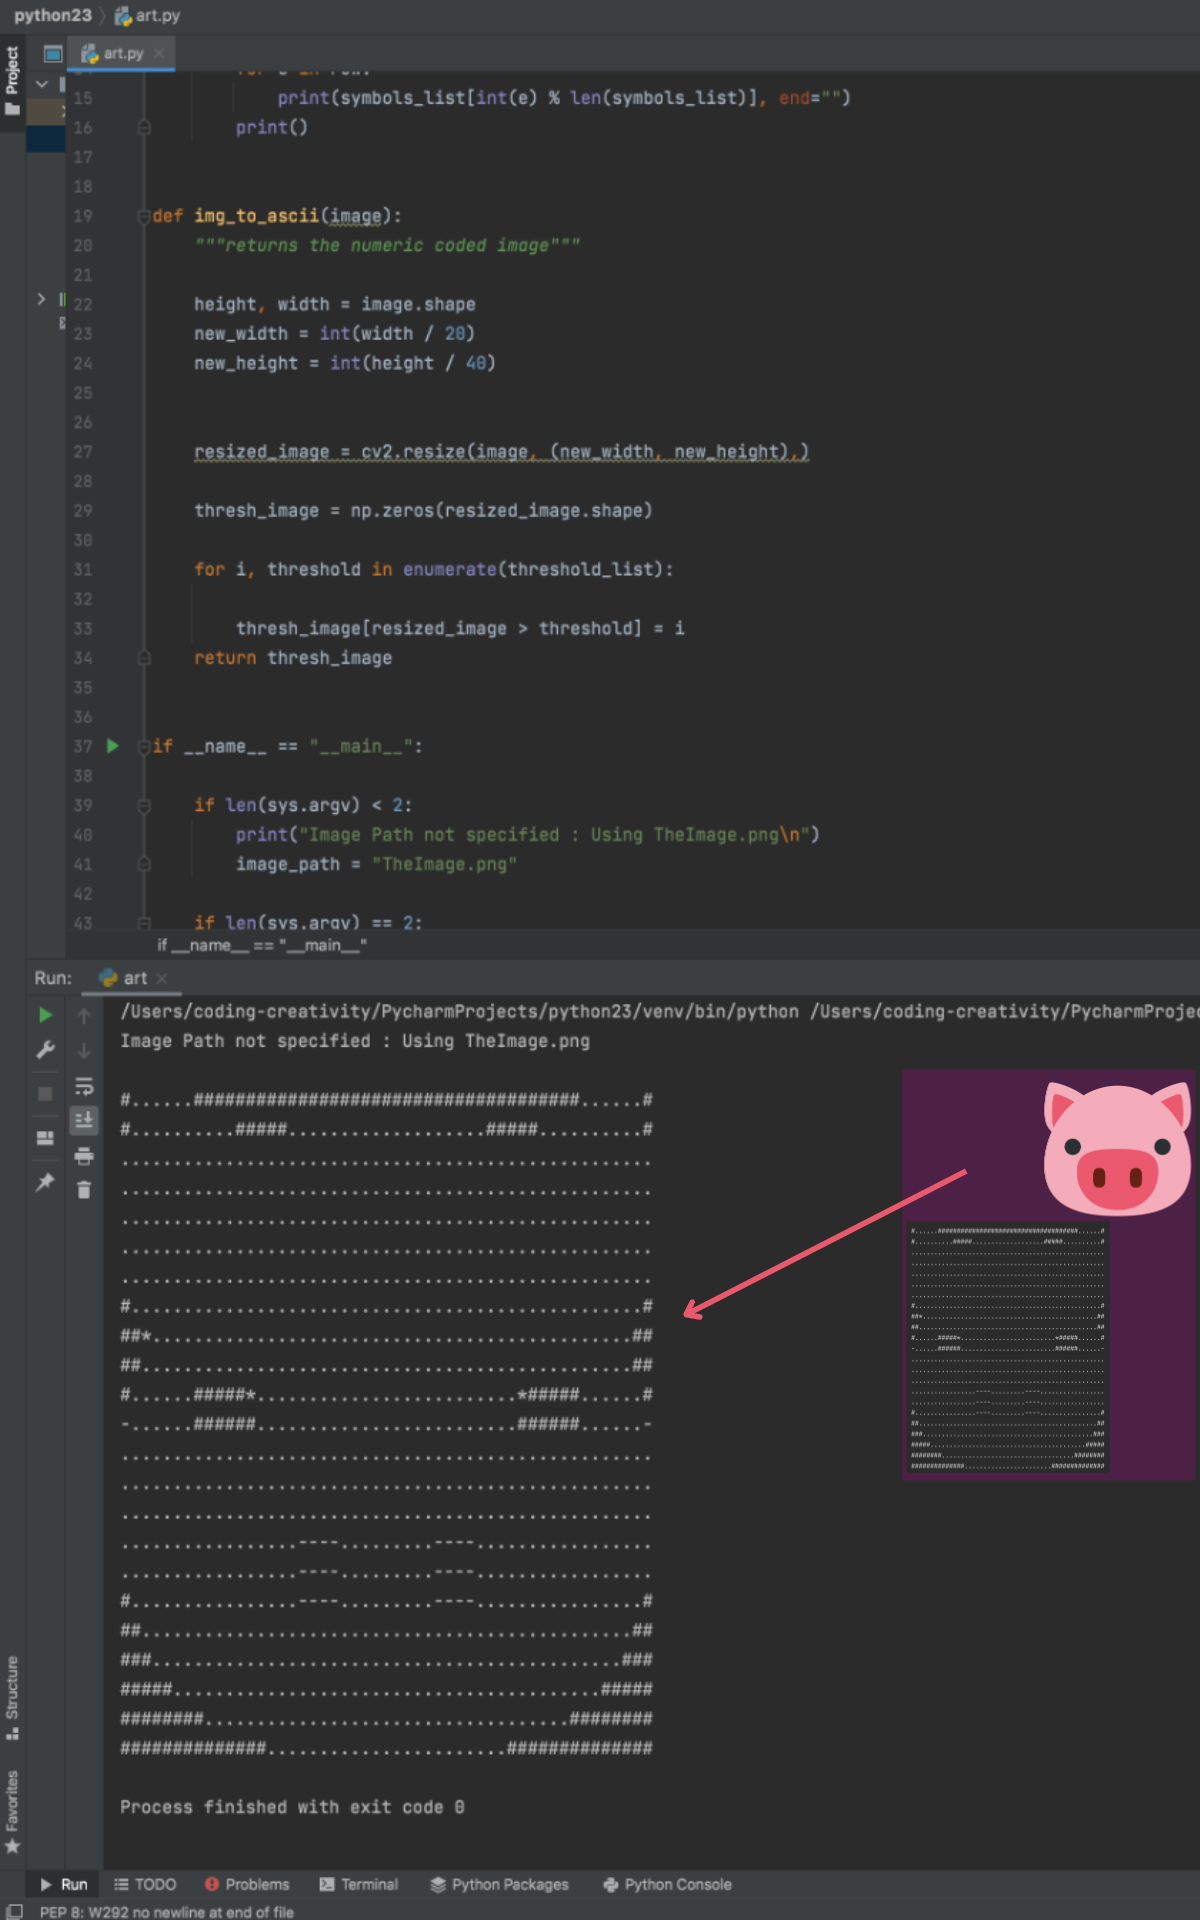 python23 art.py
Project
art.py
15 print(symbols_list[int(e) % len(symbols_list)], end="")
16 print()
17
18
19 def img_to_ascii(image):
20 """returns the numeric coded image"""
21
22 height, width = image.shape
23 new_width = int(width / 20)
24 new_height = int(height / 40)
25
26
27 resized_image = cv2.resize(image, (new_width, new_height),)
28
29 thresh_image = np.zeros(resized_image.shape)
30
31 for i, threshold in enumerate(threshold_list):
32
33 thresh_image[resized_image > threshold] = i
34 return thresh_image
35
36
37 if __name__ == "__main__":
38
39 if len(sys.argv) < 2:
40 print("Image Path not specified : Using TheImage.png\n")
41 image_path = "TheImage.png"
42
43 if len(sys.argv) == 2:
if __name__ == "__main__"
Run: art
/Users/coding-creativity/PycharmProjects/python23/venv/bin/python /Users/coding-creativity/PycharmProjec
Image Path not specified : Using TheImage.png
#......#####################################......#
#..........#####...................#####..........#
...................................................
...................................................
...................................................
...................................................
...................................................
#.................................................#
##*..............................................##
##...............................................##
#......#####*.........................*#####......#
-......######.........................######......-
...................................................
...................................................
...................................................
.................----.........----.................
.................----.........----.................
#................----.........----................#
##...............................................##
###.............................................###
#####.........................................#####
########...................................########
##############.......................##############
Process finished with exit code 0
Structure
Favorites
Run TODO Problems Terminal Python Packages Python Console
PEP 8: W292 no newline at end of file